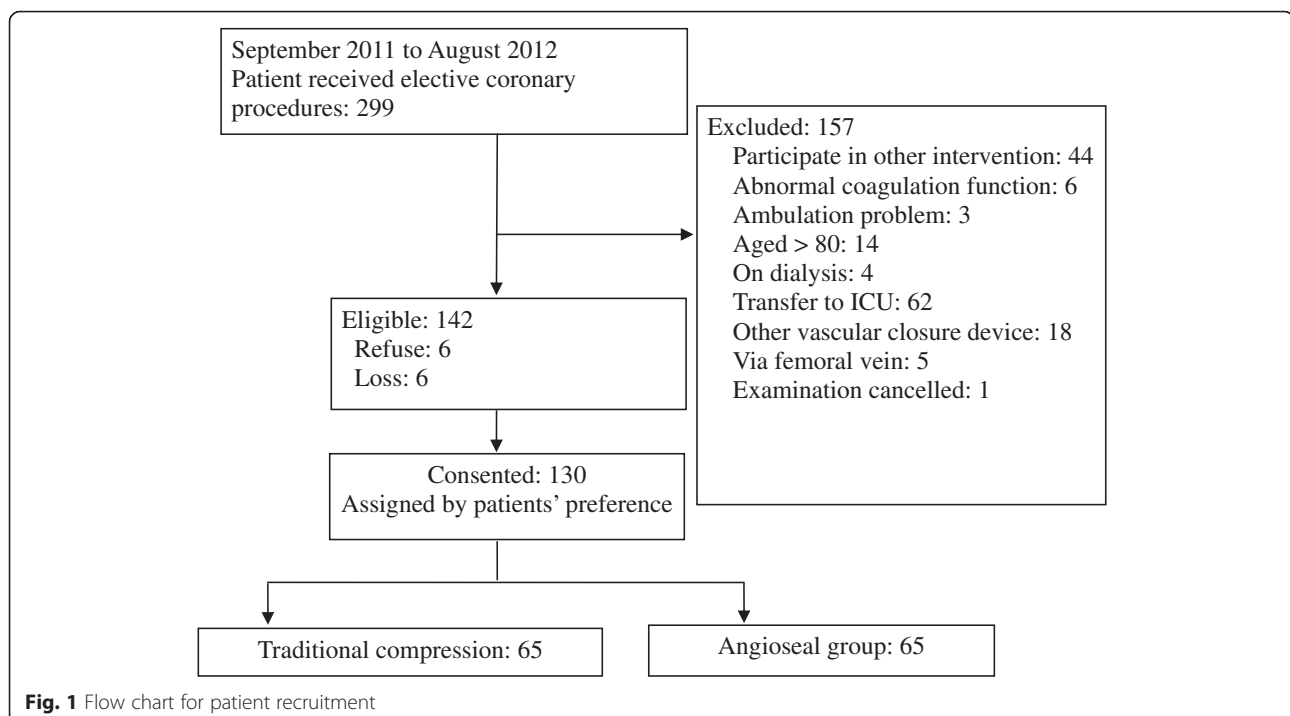 September 2011 to August 2012
Patient received elective coronary
procedures: 299
Excluded: 157
Participate in other intervention: 44
Abnormal coagulation function: 6
Ambulation problem: 3
Aged > 80: 14
On dialysis: 4
Transfer to ICU: 62
Other vascular closure device: 18
Via femoral vein: 5
Examination cancelled: 1
Eligible: 142
Refuse: 6
Loss: 6
Consented: 130
Assigned by patients’ preference
Traditional compression: 65
Angioseal group: 65
Fig. 1 Flow chart for patient recruitment